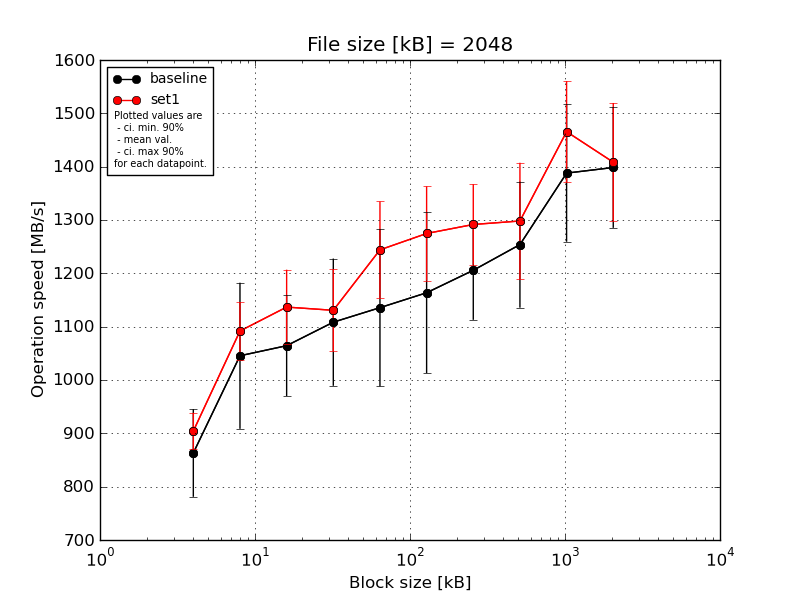 File size [kB] = 2048
baseline
set1
Plotted values are
- ci. min. 90%
- mean val.
- ci. max 90%
for each datapoint.
1600
1500
1400
1300
1200
1100
1000
900
800
700
Operation speed [MB/s]
10^0 10^1 10^2 10^3 10^4
Block size [kB]